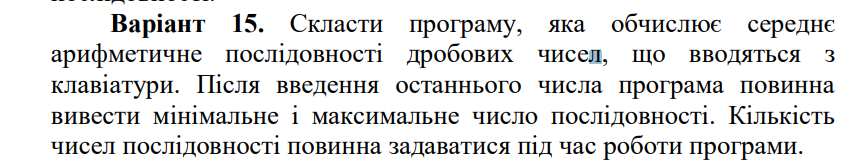 Варіант 15. Скласти програму, яка обчислює середнє
арифметичне послідовності дробових чисел, що вводяться з
клавіатури. Після введення останнього числа програма повинна
вивести мінімальне і максимальне число послідовності. Кількість
чисел послідовності повинна задаватися під час роботи програми.